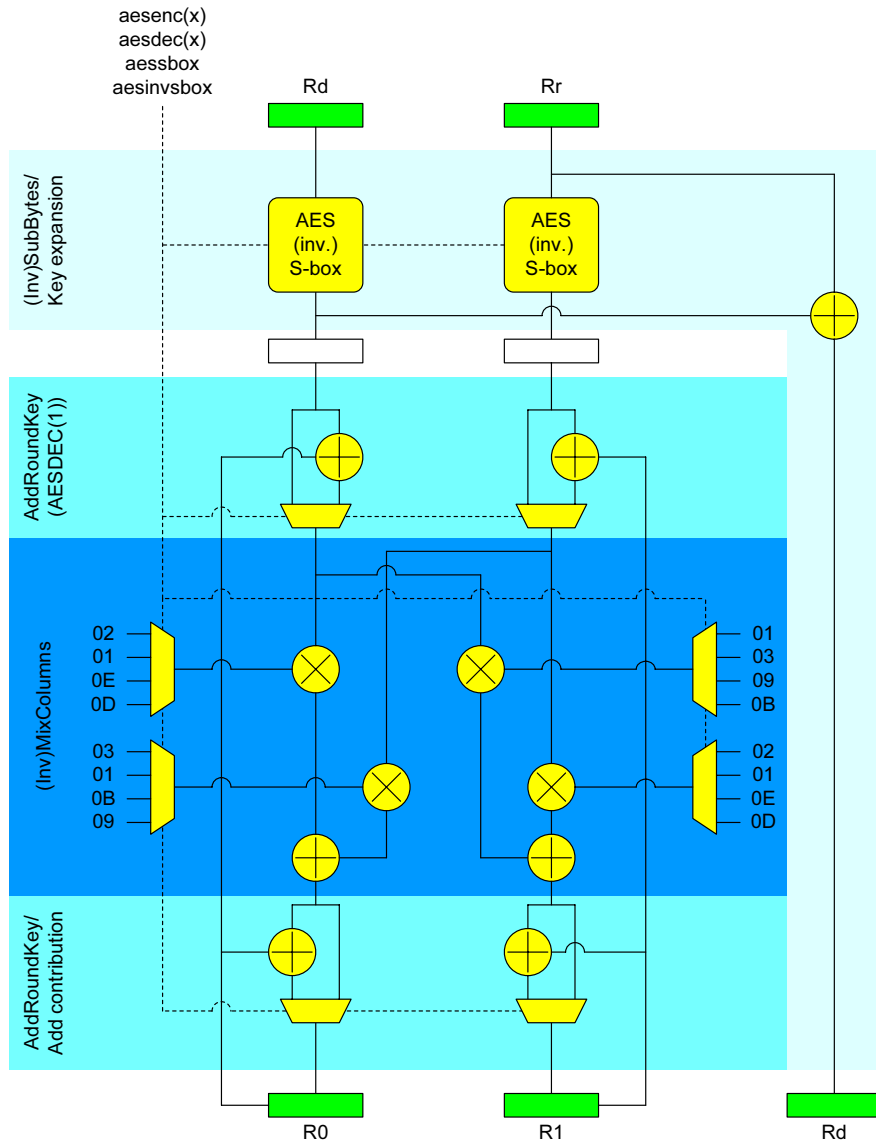 aesenc(x)
aesdec(x)
aessbox
aesinvsbox
Rd
Rr
(Inv)SubBytes/
Key expansion
AES
(inv.)
S-box
AES
(inv.)
S-box
AddRoundKey
(AESDEC(1))
(Inv)MixColumns
02
01
0E
0D
01
03
09
0B
03
01
0B
09
02
01
0E
0D
AddRoundKey/
Add contribution
R0
R1
Rd